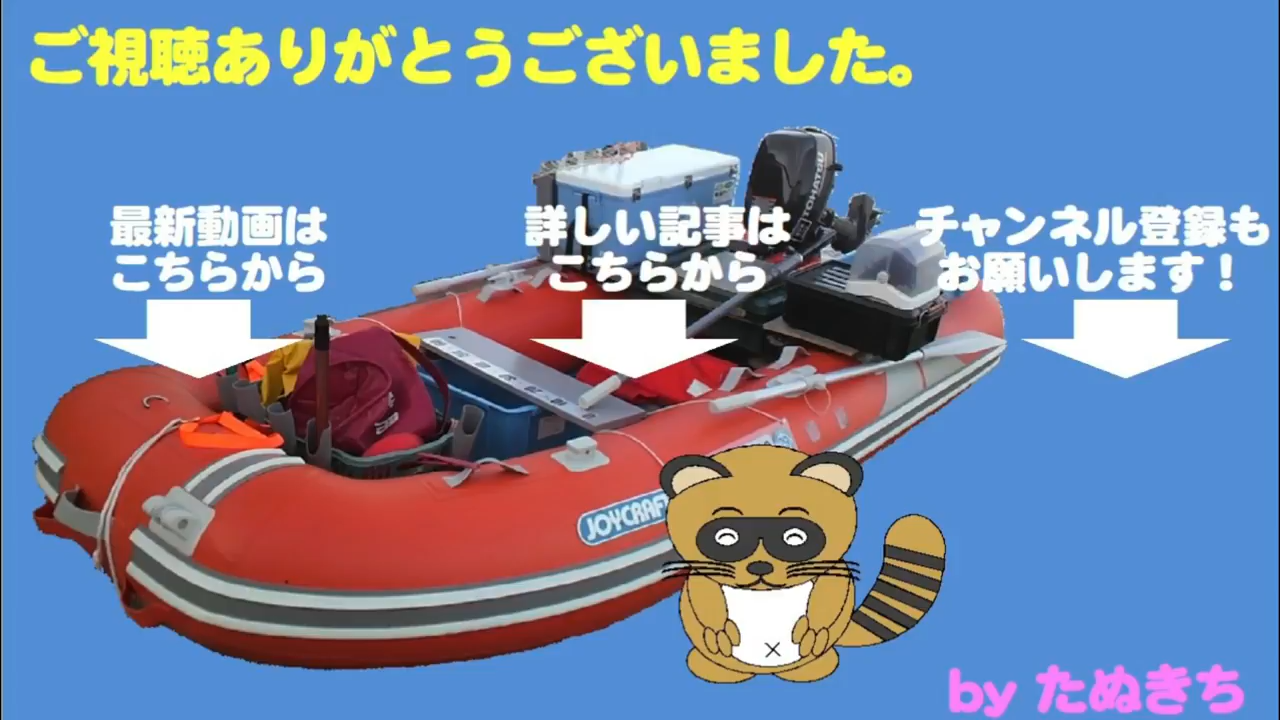 ご視聴ありがとうございました。
最新動画は
こちらから
詳しい記事は
こちらから
チャンネル登録も
お願いします！
TOHATSU
JOYCRAF
by たぬきち